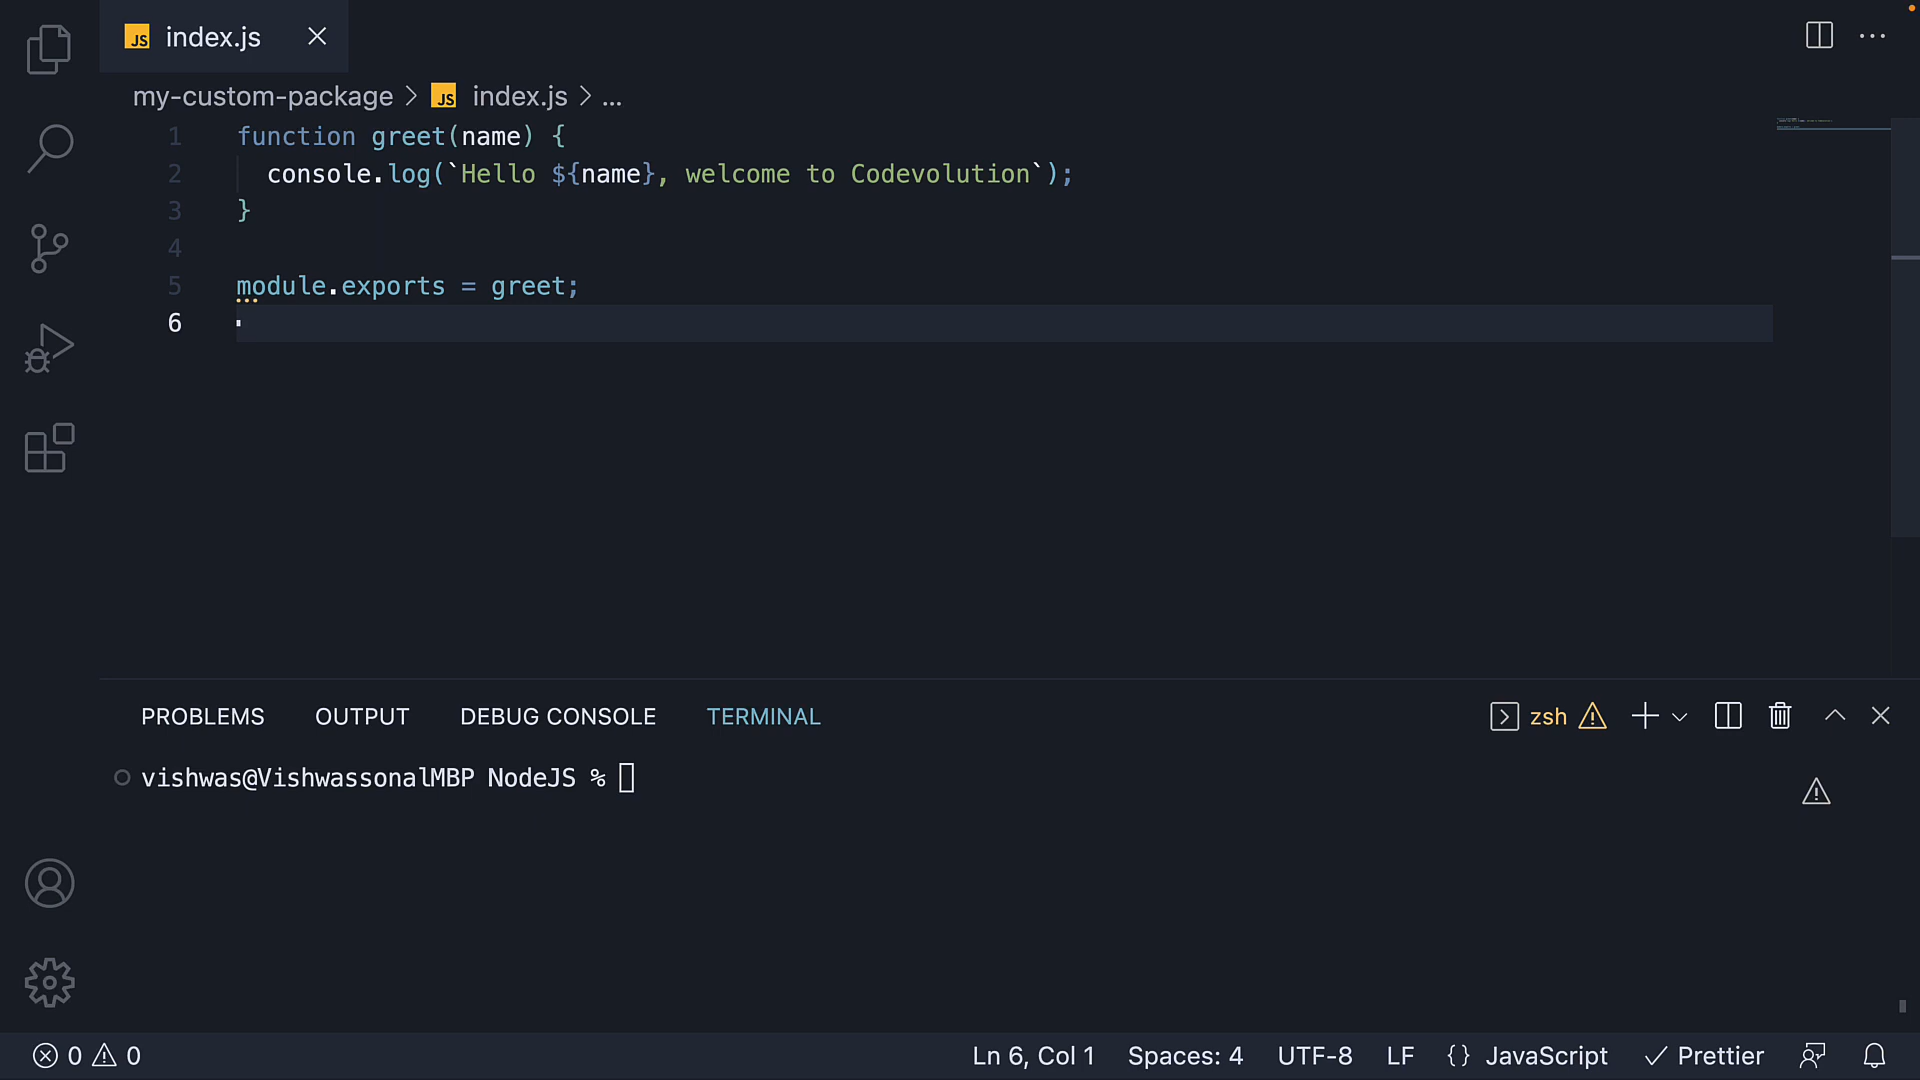 JS index.js
my-custom-package > JS index.js > ...
1 function greet(name) {
2 console.log(`Hello ${name}, welcome to Codevolution`);
3 }
4
5 module.exports = greet;
6
PROBLEMS OUTPUT DEBUG CONSOLE TERMINAL zsh
vishwas@VishwassonalMBP NodeJS %
0 0 Ln 6, Col 1 Spaces: 4 UTF-8 LF {} JavaScript Prettier